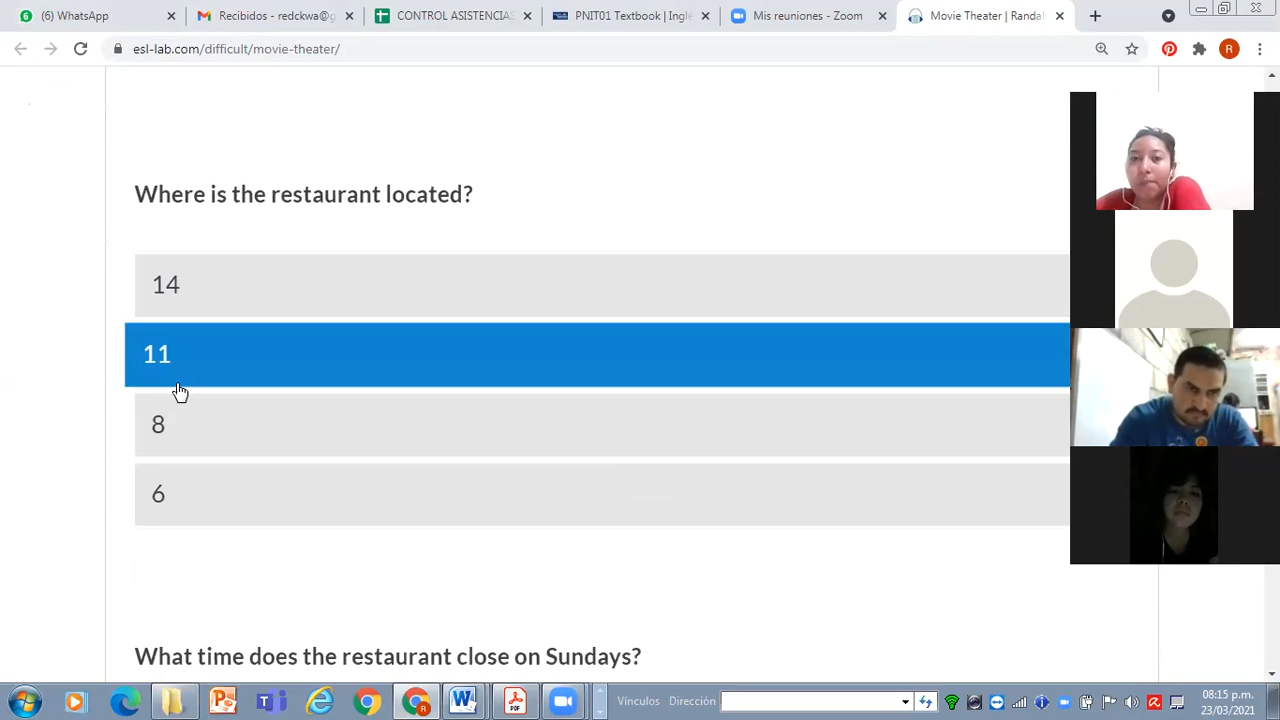 (6) WhatsApp
Recibidos - redckwa@g
CONTROL ASTENCIAS
PNIT01 Textbook | Inglé
Mis reuniones - Zoom
Movie Theater | Randal
esl-lab.com/difficult/movie-theater/
R
Where is the restaurant located?
14
11
8
6
What time does the restaurant close on Sundays?
Vínculos
Dirección
08:15 p.m.
23/03/2021